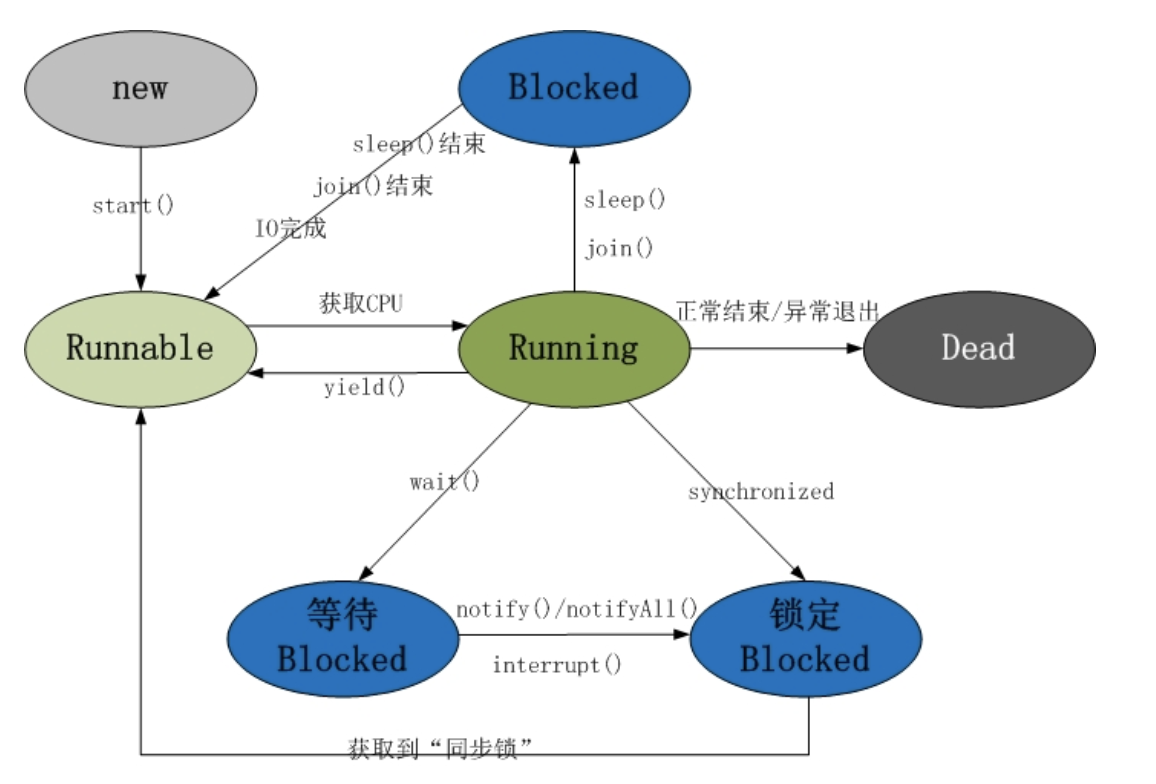 new
Blocked
sleep()结束
join()结束
IO完成
start()
sleep()
join()
获取CPU
正常结束/异常退出
Runnable
Running
Dead
yield()
wait()
synchronized
等待
Blocked
notify()/notifyAll()
interrupt()
锁定
Blocked
获取到“同步锁”